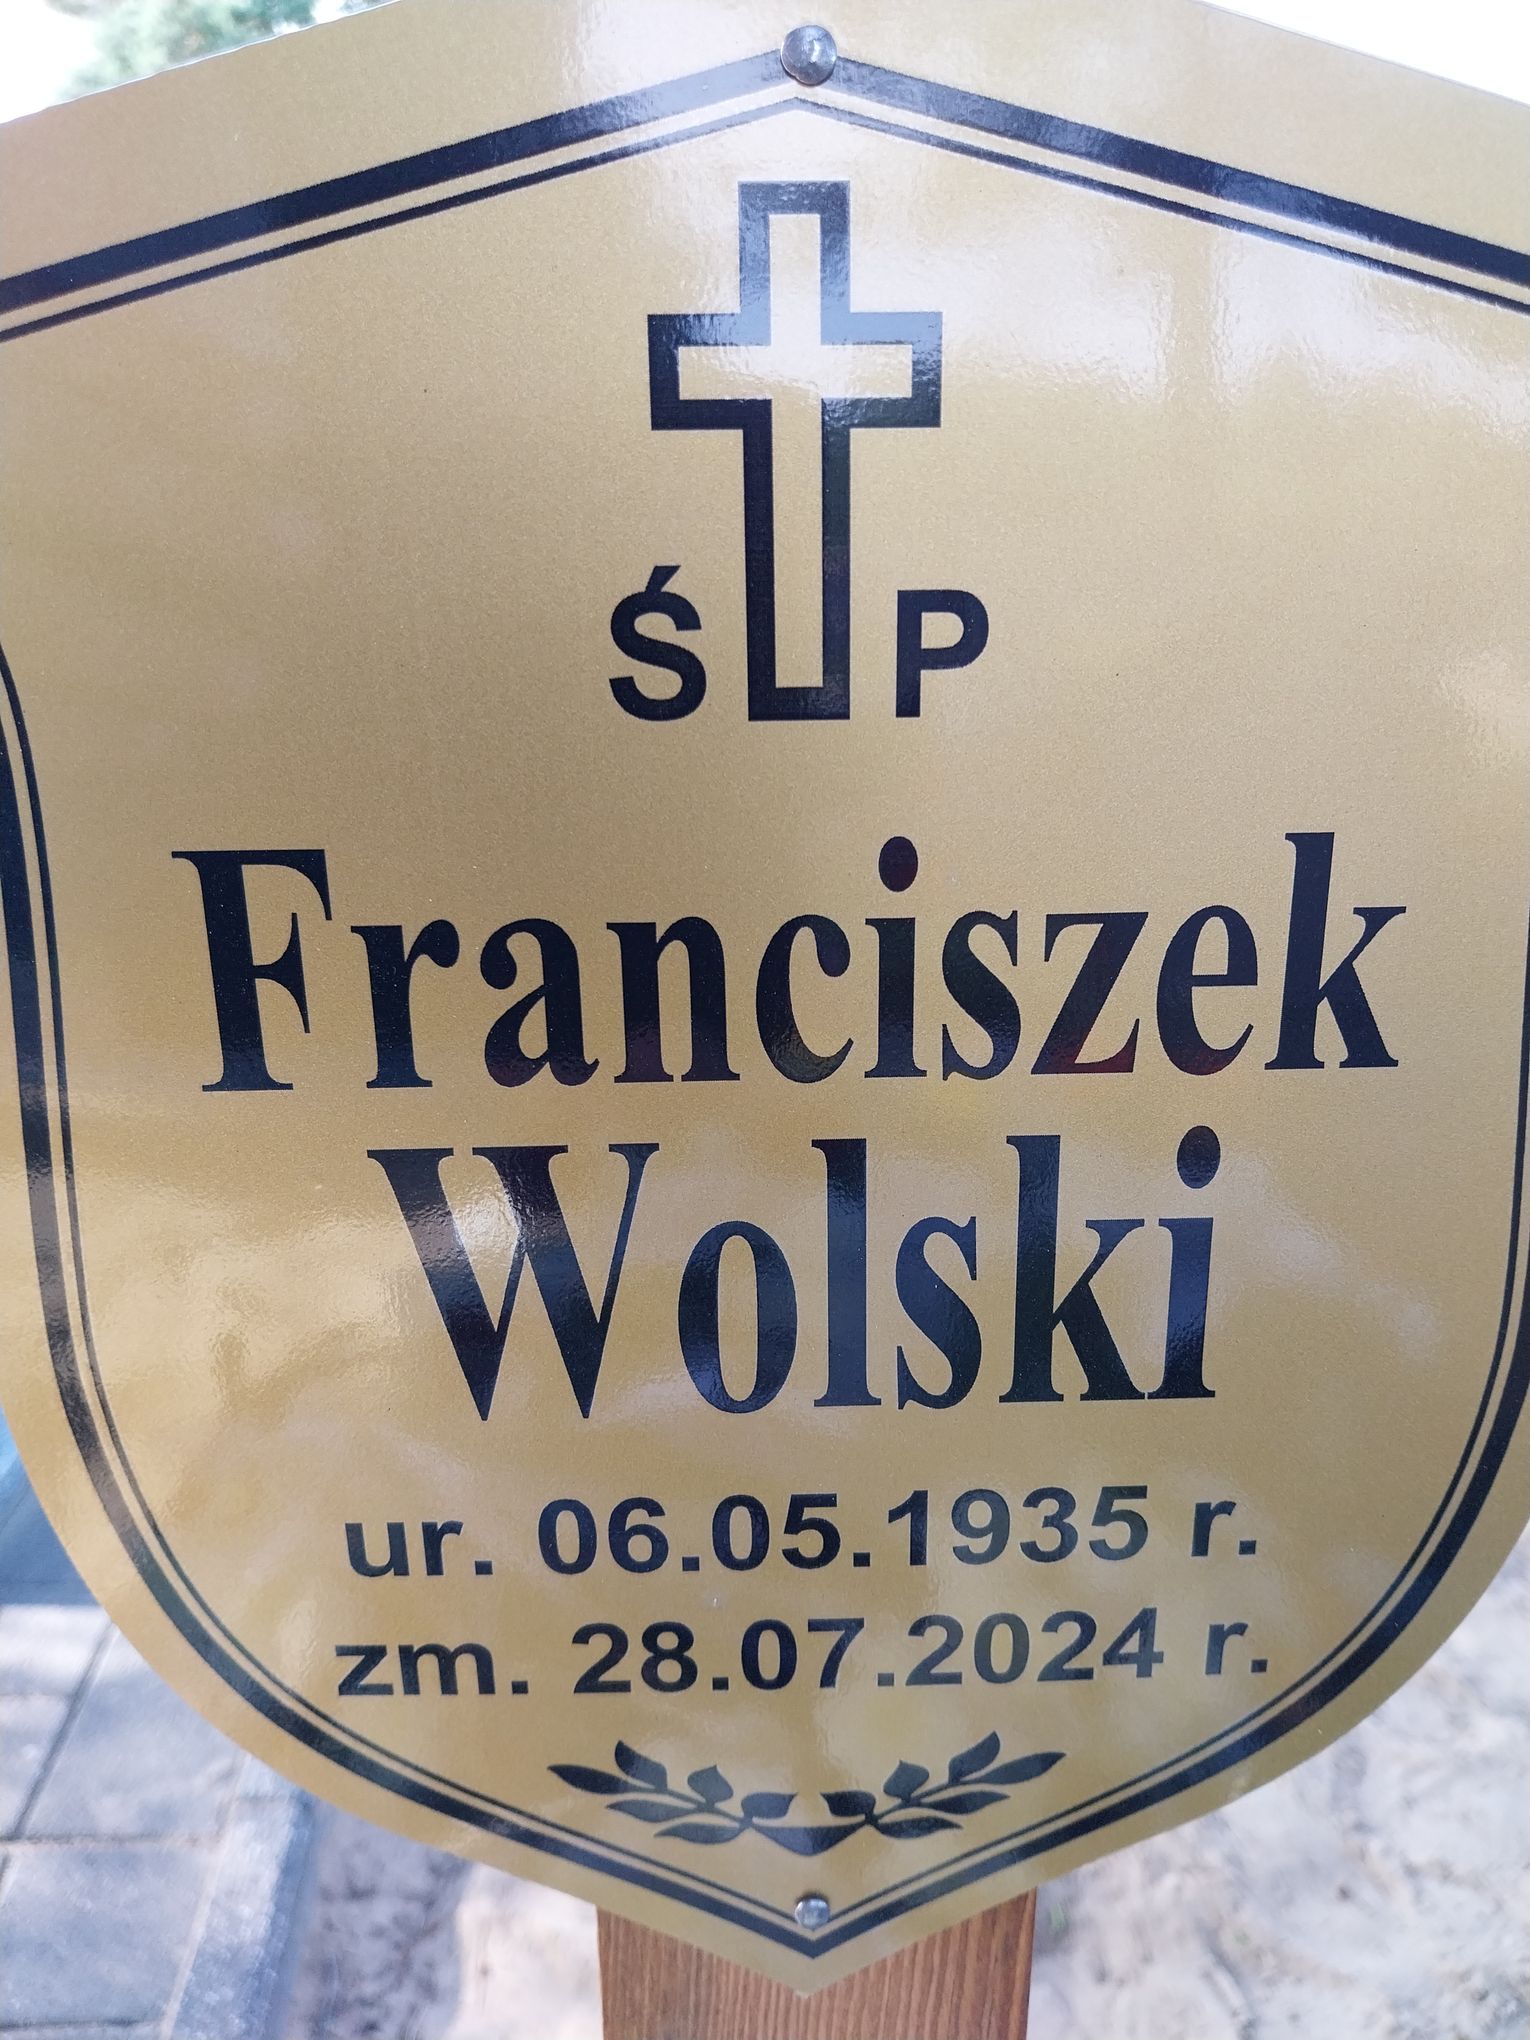 Ś P
Franciszek
Wolski
ur. 06.05.1935 r.
zm. 28.07.2024 r.